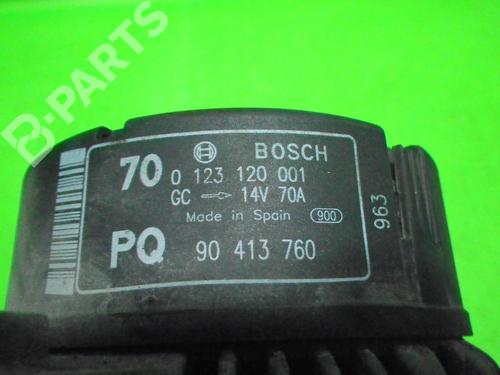 B-PARTS
BOSCH
70 0 123 120 001
GC 14V 70A
Made in Spain 900
963
PQ 90 413 760